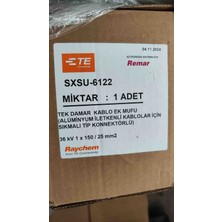 04.11.2024
TE
Remar
SXSU-6122
MİKTAR : 1 ADET
TEK DAMAR KABLO EK MUFU
(ALÜMİNYUM İLETKENLİ KABLOLAR İÇİN
SIKMALI TİP KONNEKTÖRLÜ)
36 kV 1 x 150 / 25 mm2
Raychem